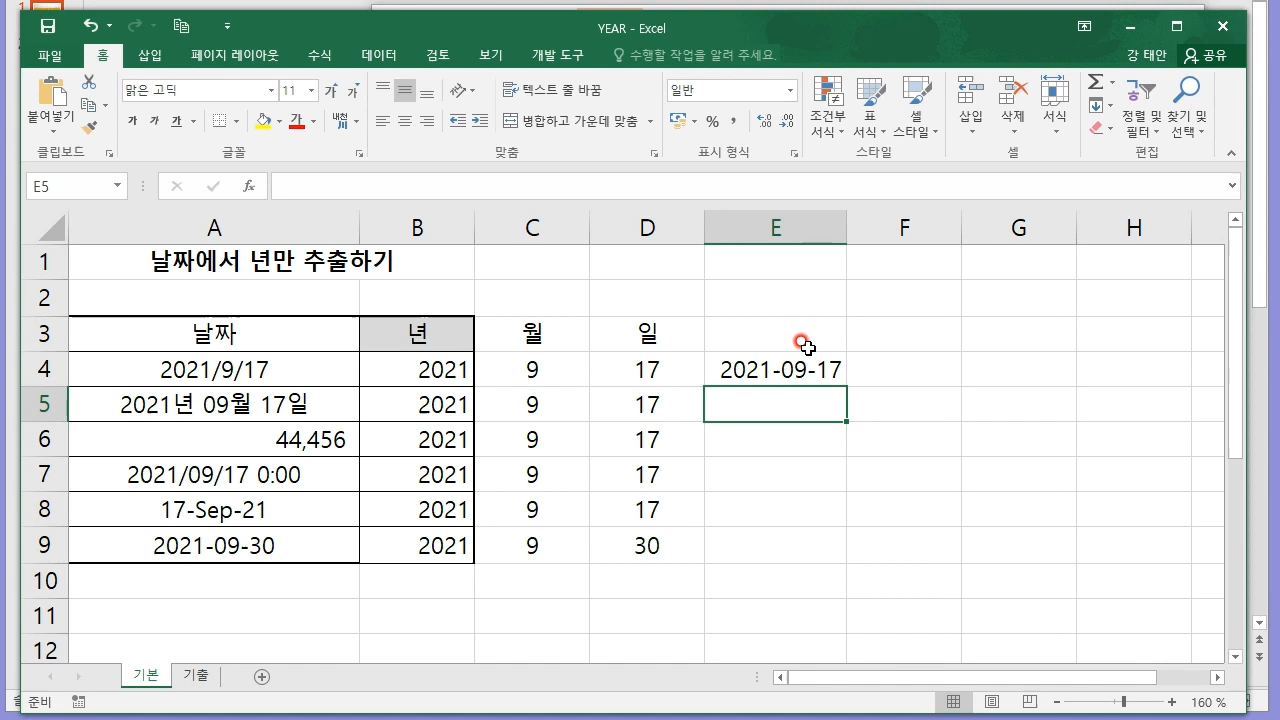 YEAR - Excel
파일 홈 삽입 페이지 레이아웃 수식 데이터 검토 보기 개발 도구 수행할 작업을 알려 주세요. 강 태안 공유
붙여넣기 맑은 고딕 11 가 가 가 가 가 가 내천 텍스트 줄 바꿈 병합하고 가운데 맞춤 일반 % , 조건부 서식 표 서식 셀 스타일 삽입 삭제 서식 정렬 및 필터 찾기 및 선택
클립보드 글꼴 맞춤 표시 형식 스타일 셀 편집
E5 fx
A B C D E F G H
1 날짜에서 년만 추출하기
2
3 날짜 년 월 일
4 2021/9/17 2021 9 17 2021-09-17
5 2021년 09월 17일 2021 9 17
6 44,456 2021 9 17
7 2021/09/17 0:00 2021 9 17
8 17-Sep-21 2021 9 17
9 2021-09-30 2021 9 30
10
11
12
기본 기출
준비 160 %